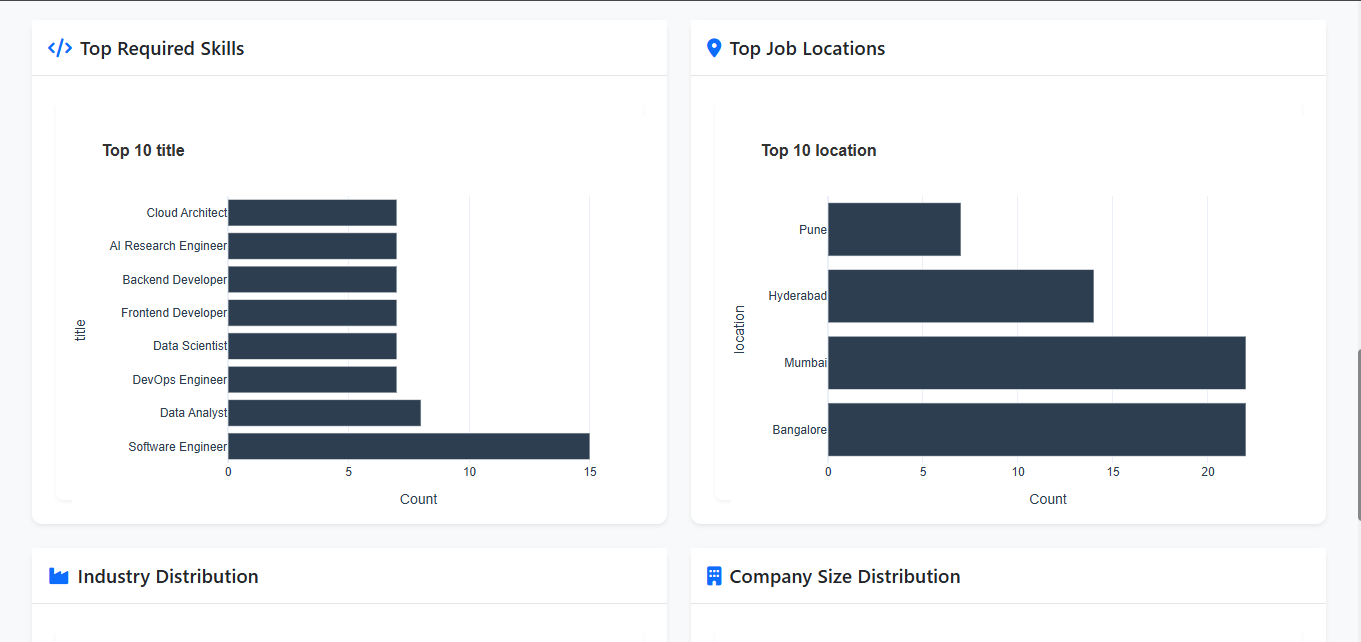 Top Required Skills
Top 10 title
Cloud Architect
AI Research Engineer
Backend Developer
Frontend Developer
Data Scientist
DevOps Engineer
Data Analyst
Software Engineer
title
0 5 10 15
Count
Top Job Locations
Top 10 location
Pune
Hyderabad
Mumbai
Bangalore
location
0 5 10 15 20
Count
Industry Distribution
Company Size Distribution